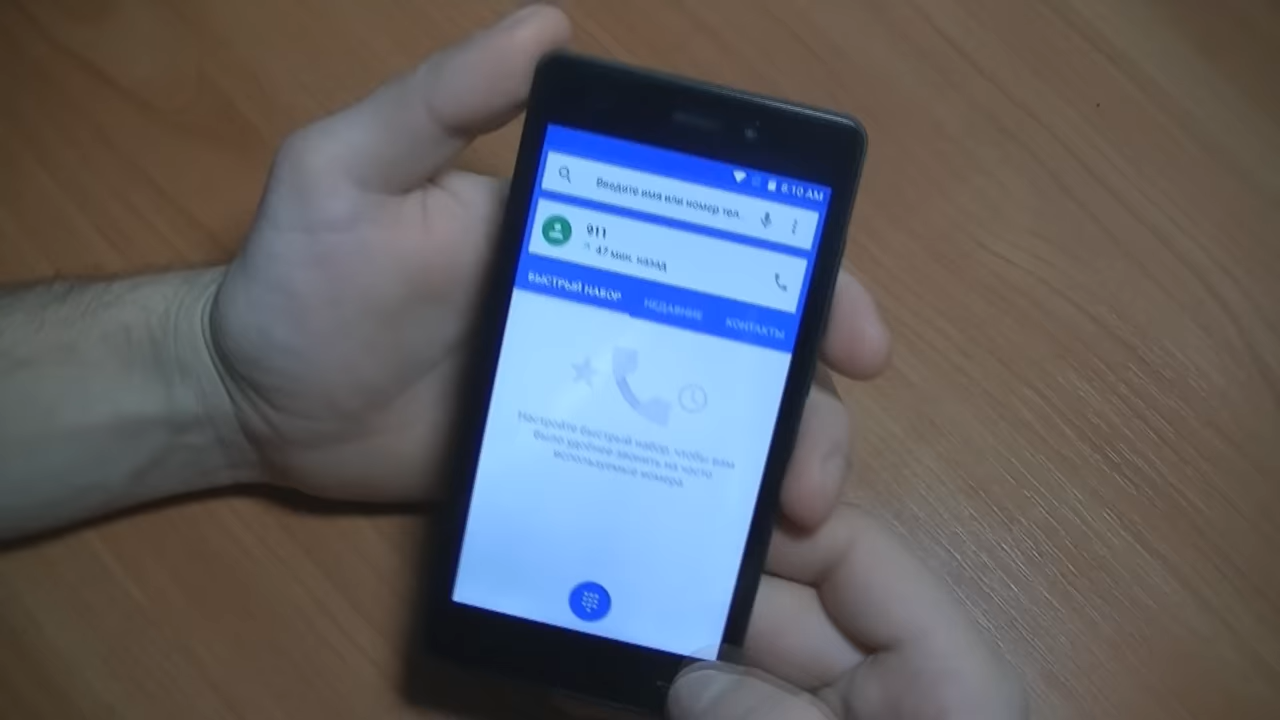 8:10 AM
Введите имя или номер тел..
911
42 мин. назад
БЫСТРЫЙ НАБОР НЕДАВНИЕ КОНТАКТЫ
Настройте быстрый набор, чтобы вам
было удобнее звонить на часто
используемые номера